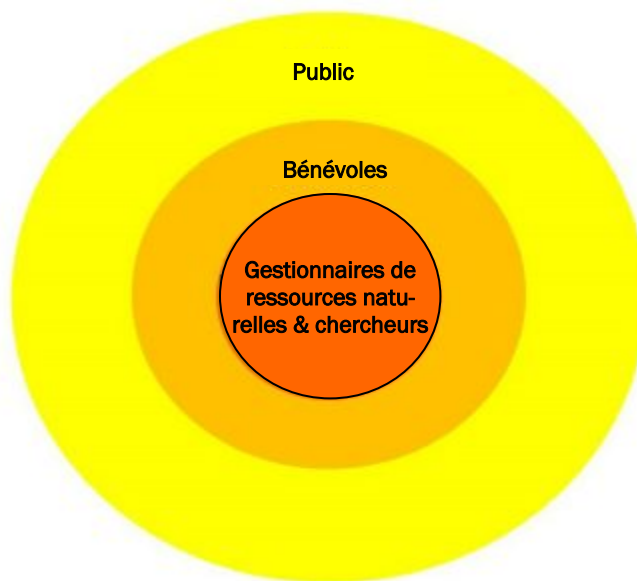 Public
Bénévoles
Gestionnaires de
ressources natu-
relles & chercheurs